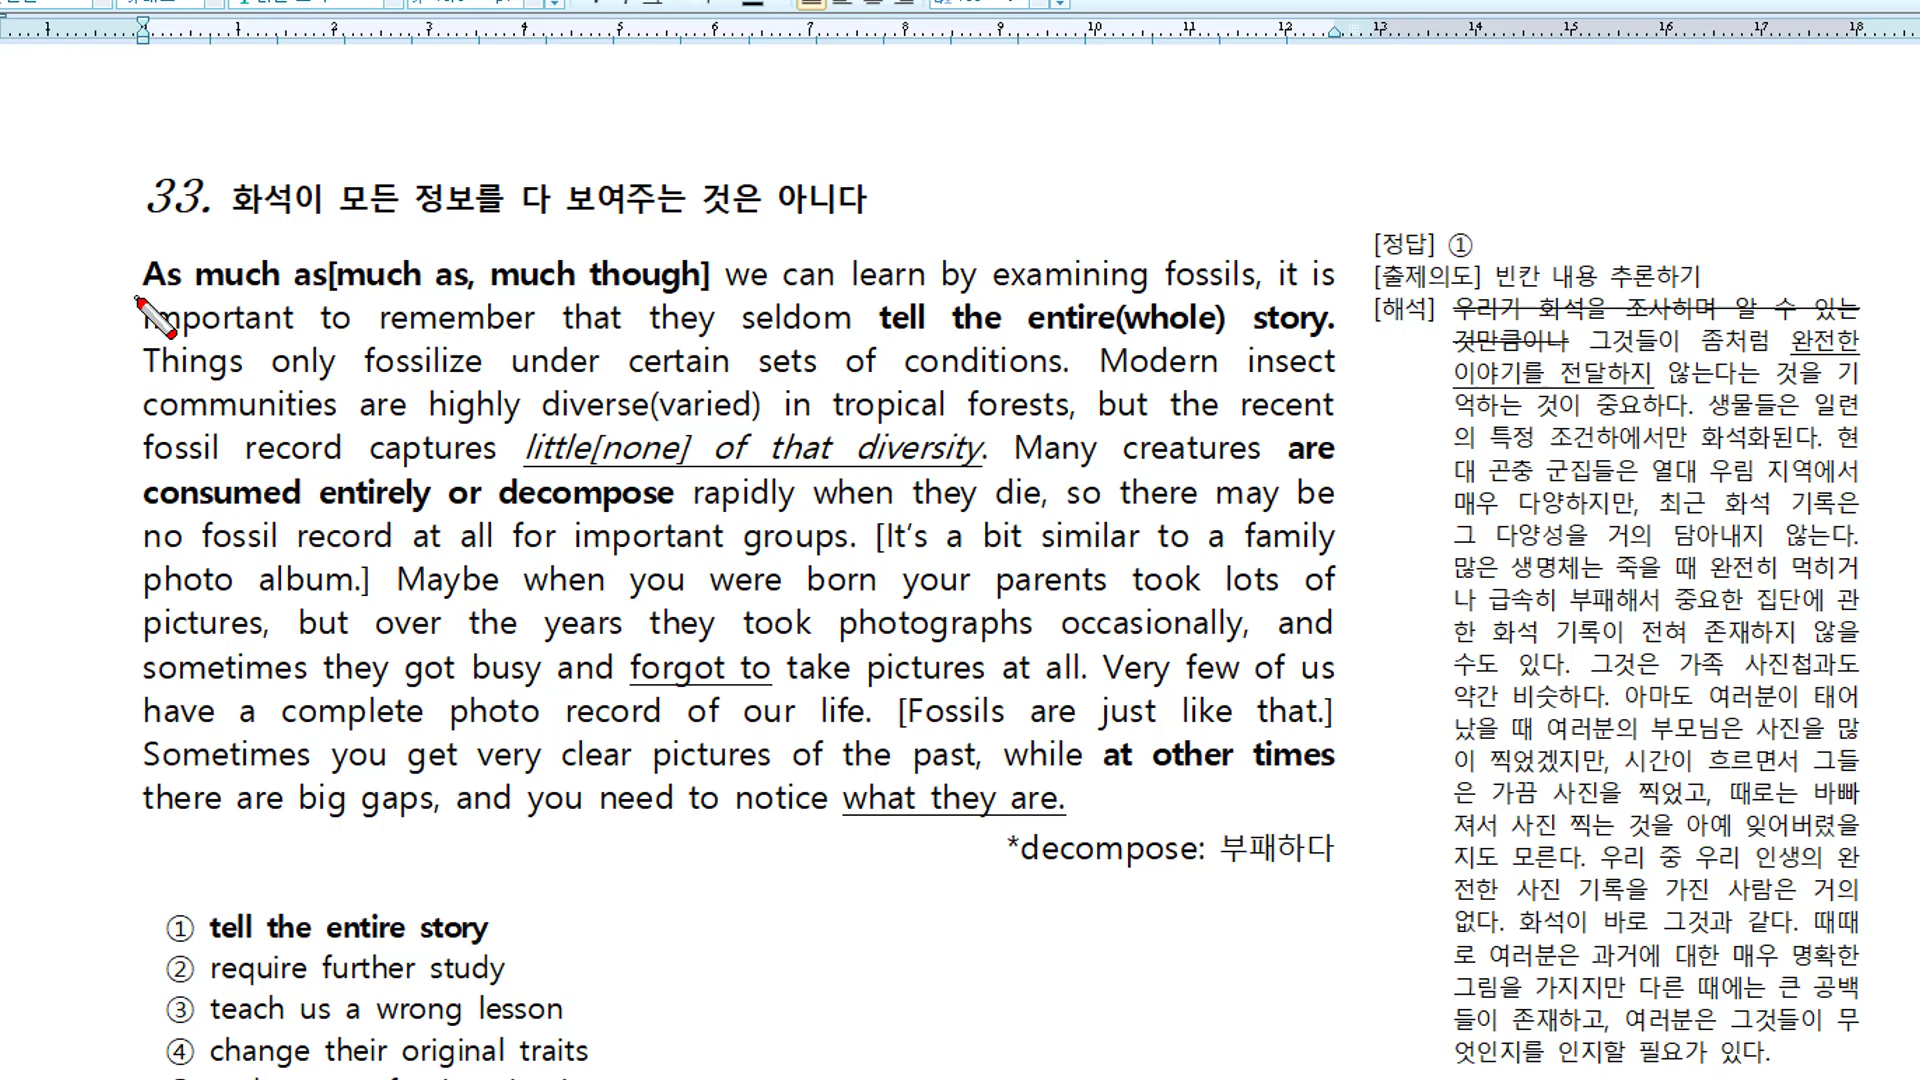 1 1 2 3 4 5 6 7 8 9 10 11 12 13 14 15 16 17 18
33. 화석이 모든 정보를 다 보여주는 것은 아니다
As much as[much as, much though] we can learn by examining fossils, it is
important to remember that they seldom tell the entire(whole) story.
Things only fossilize under certain sets of conditions. Modern insect
communities are highly diverse(varied) in tropical forests, but the recent
fossil record captures little[none] of that diversity. Many creatures are
consumed entirely or decompose rapidly when they die, so there may be
no fossil record at all for important groups. [It's a bit similar to a family
photo album.] Maybe when you were born your parents took lots of
pictures, but over the years they took photographs occasionally, and
sometimes they got busy and forgot to take pictures at all. Very few of us
have a complete photo record of our life. [Fossils are just like that.]
Sometimes you get very clear pictures of the past, while at other times
there are big gaps, and you need to notice what they are.
*decompose: 부패하다
① tell the entire story
② require further study
③ teach us a wrong lesson
④ change their original traits
[정답] ①
[출제의도] 빈칸 내용 추론하기
[해석] 우리가 화석을 조사하며 알 수 있는
것만큼이나 그것들이 좀처럼 완전한
이야기를 전달하지 않는다는 것을 기
억하는 것이 중요하다. 생물들은 일련
의 특정 조건하에서만 화석화된다. 현
대 곤충 군집들은 열대 우림 지역에서
매우 다양하지만, 최근 화석 기록은
그 다양성을 거의 담아내지 않는다.
많은 생명체는 죽을 때 완전히 먹히거
나 급속히 부패해서 중요한 집단에 관
한 화석 기록이 전혀 존재하지 않을
수도 있다. 그것은 가족 사진첩과도
약간 비슷하다. 아마도 여러분이 태어
났을 때 여러분의 부모님은 사진을 많
이 찍었겠지만, 시간이 흐르면서 그들
은 가끔 사진을 찍었고, 때로는 바빠
져서 사진 찍는 것을 아예 잊어버렸을
지도 모른다. 우리 중 우리 인생의 완
전한 사진 기록을 가진 사람은 거의
없다. 화석이 바로 그것과 같다. 때때
로 여러분은 과거에 대한 매우 명확한
그림을 가지지만 다른 때에는 큰 공백
들이 존재하고, 여러분은 그것들이 무
엇인지를 인지할 필요가 있다.